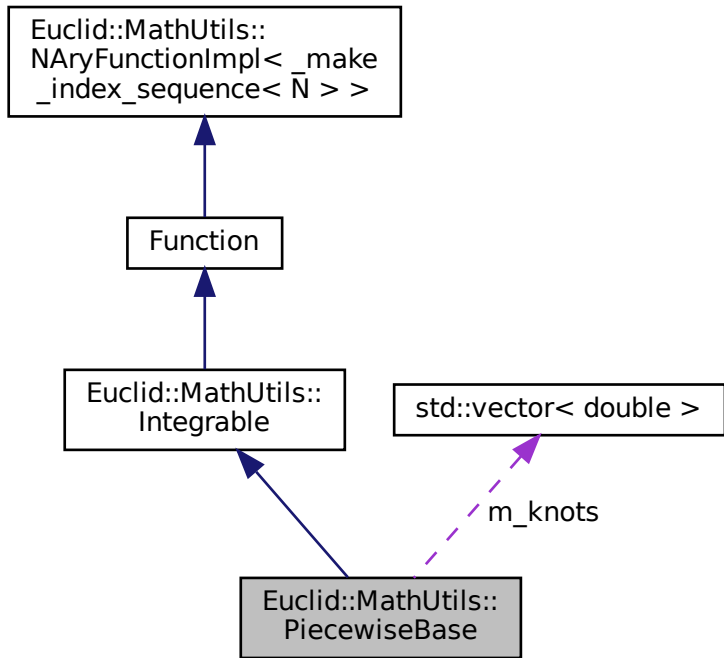 Euclid::MathUtils::
NAryFunctionImpl< _make
_index_sequence< N > >
Function
Euclid::MathUtils::
Integrable
std::vector< double >
m_knots
Euclid::MathUtils::
PiecewiseBase